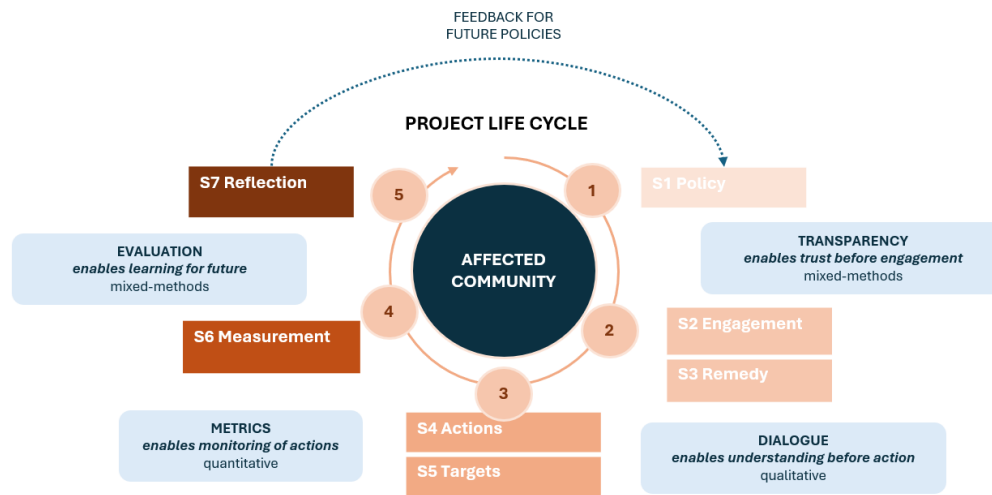 FEEDBACK FOR
FUTURE POLICIES
PROJECT LIFE CYCLE
S7 Reflection
5
1
S1 Policy
EVALUATION
enables learning for future
mixed-methods
AFFECTED
COMMUNITY
TRANSPARENCY
enables trust before engagement
mixed-methods
S6 Measurement
4
2
S2 Engagement
S3 Remedy
3
METRICS
enables monitoring of actions
quantitative
S4 Actions
S5 Targets
DIALOGUE
enables understanding before action
qualitative